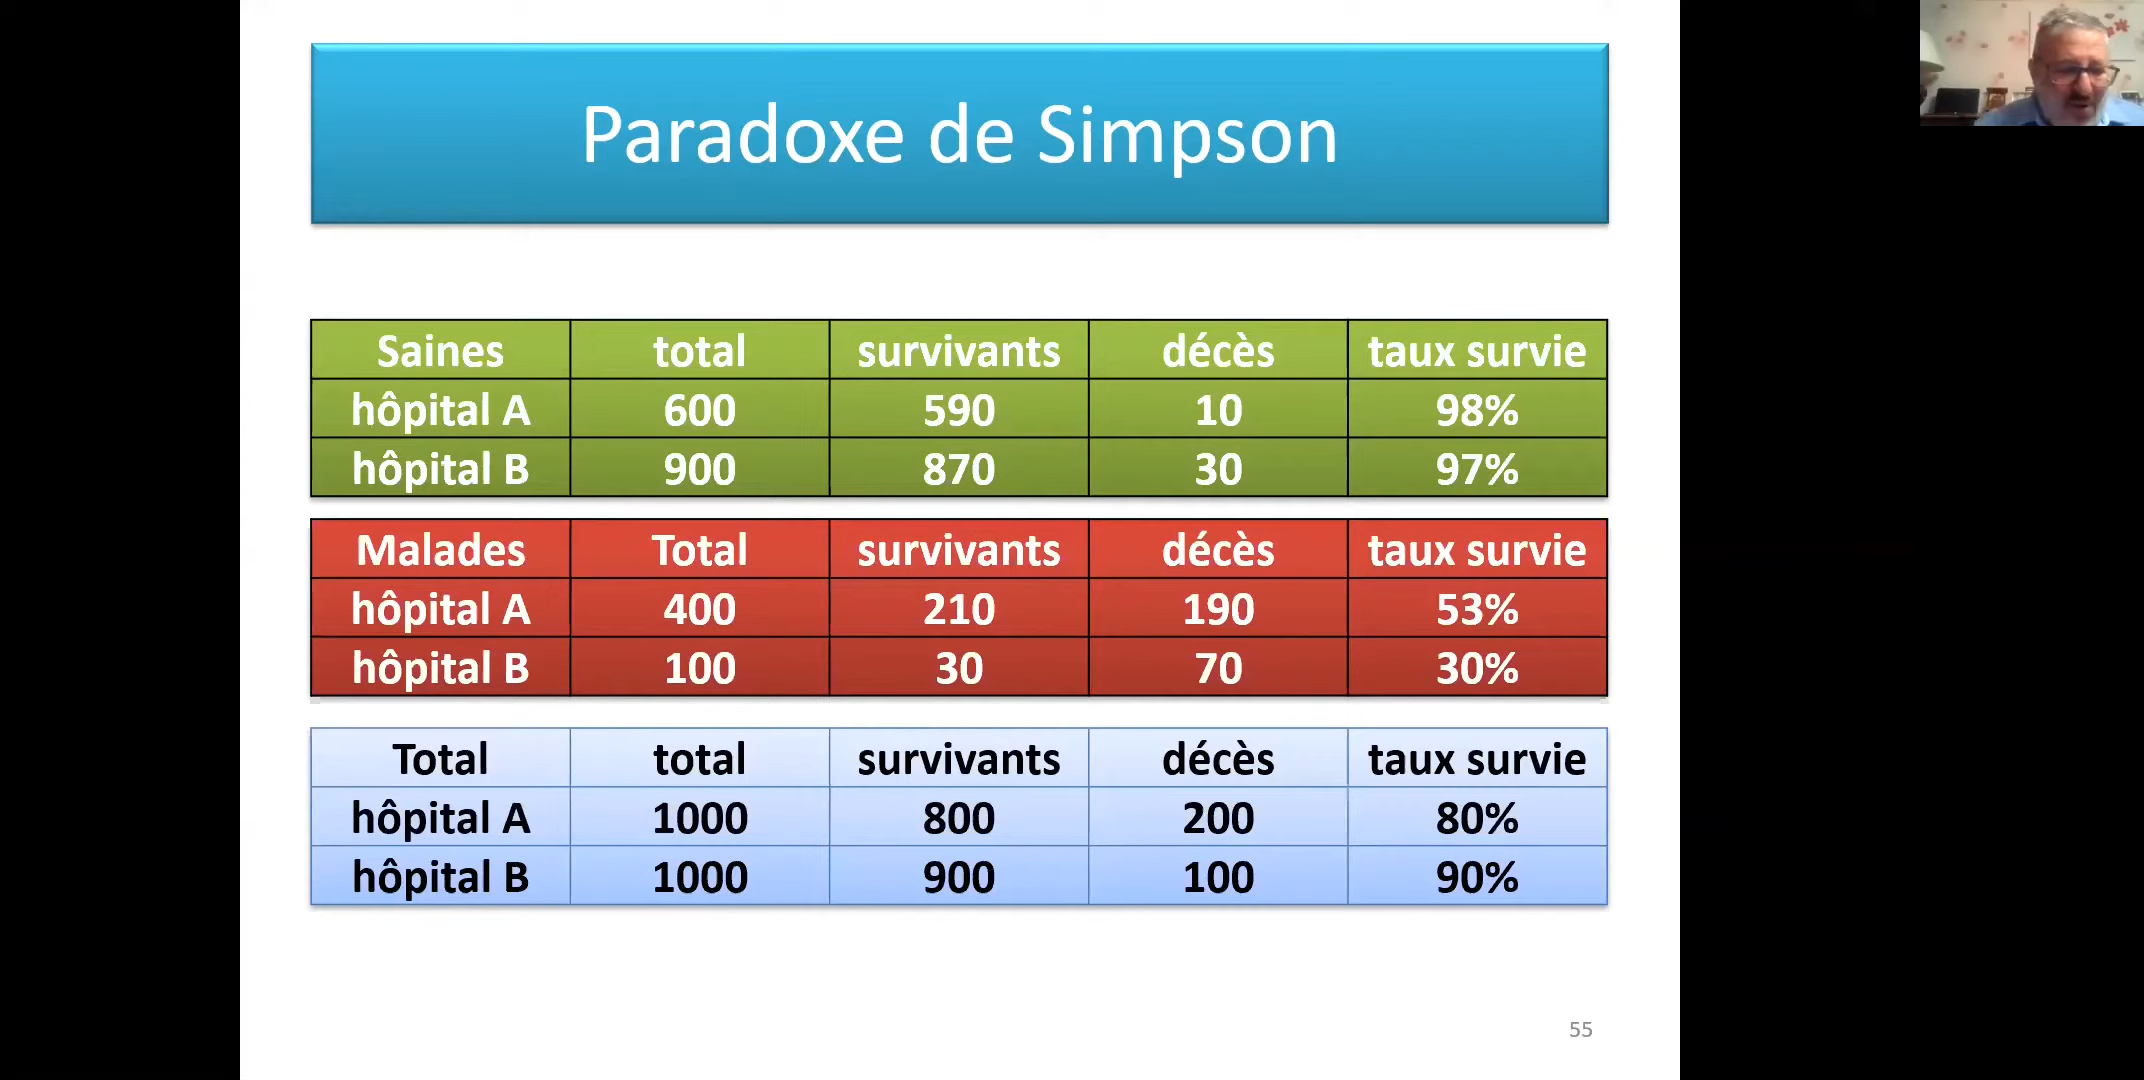 Paradoxe de Simpson
Saines total survivants décès taux survie
hôpital A 600 590 10 98%
hôpital B 900 870 30 97%
Malades Total survivants décès taux survie
hôpital A 400 210 190 53%
hôpital B 100 30 70 30%
Total total survivants décès taux survie
hôpital A 1000 800 200 80%
hôpital B 1000 900 100 90%
55